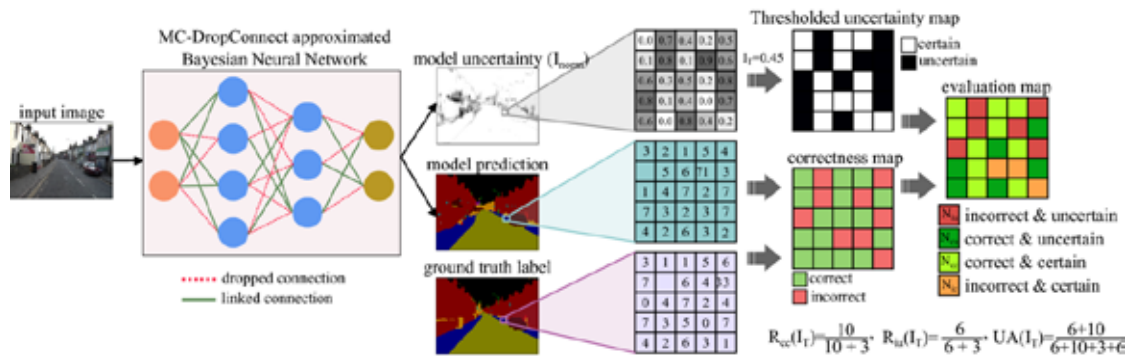 MC-DropConnect approximated
Bayesian Neural Network
input image
dropped connection
linked connection
model uncertainty (I_norm)
0.0 0.7 0.4 0.2 0.5
0.1 0.8 0.1 0.9 0.6
0.6 0.3 0.5 0.2 0.8
0.8 0.1 0.4 0.0 0.7
0.6 0.0 0.8 0.4 0.2
model prediction
3 2 1 5 4
5 6 71 3
1 4 7 2 7
7 3 2 3 7
4 2 6 3 2
ground truth label
3 1 1 5 6
7 6 4 33
0 4 7 2 4
7 3 5 0 7
4 2 6 3 1
Thresholded uncertainty map
I_T=0.45
certain
uncertain
correctness map
correct
incorrect
evaluation map
incorrect & uncertain
correct & uncertain
correct & certain
incorrect & certain
R_cc(I_T)=10/10 + 3, R_iu(I_T)=6/6 + 3, UA(I_T)=6+10/6+10+3+6